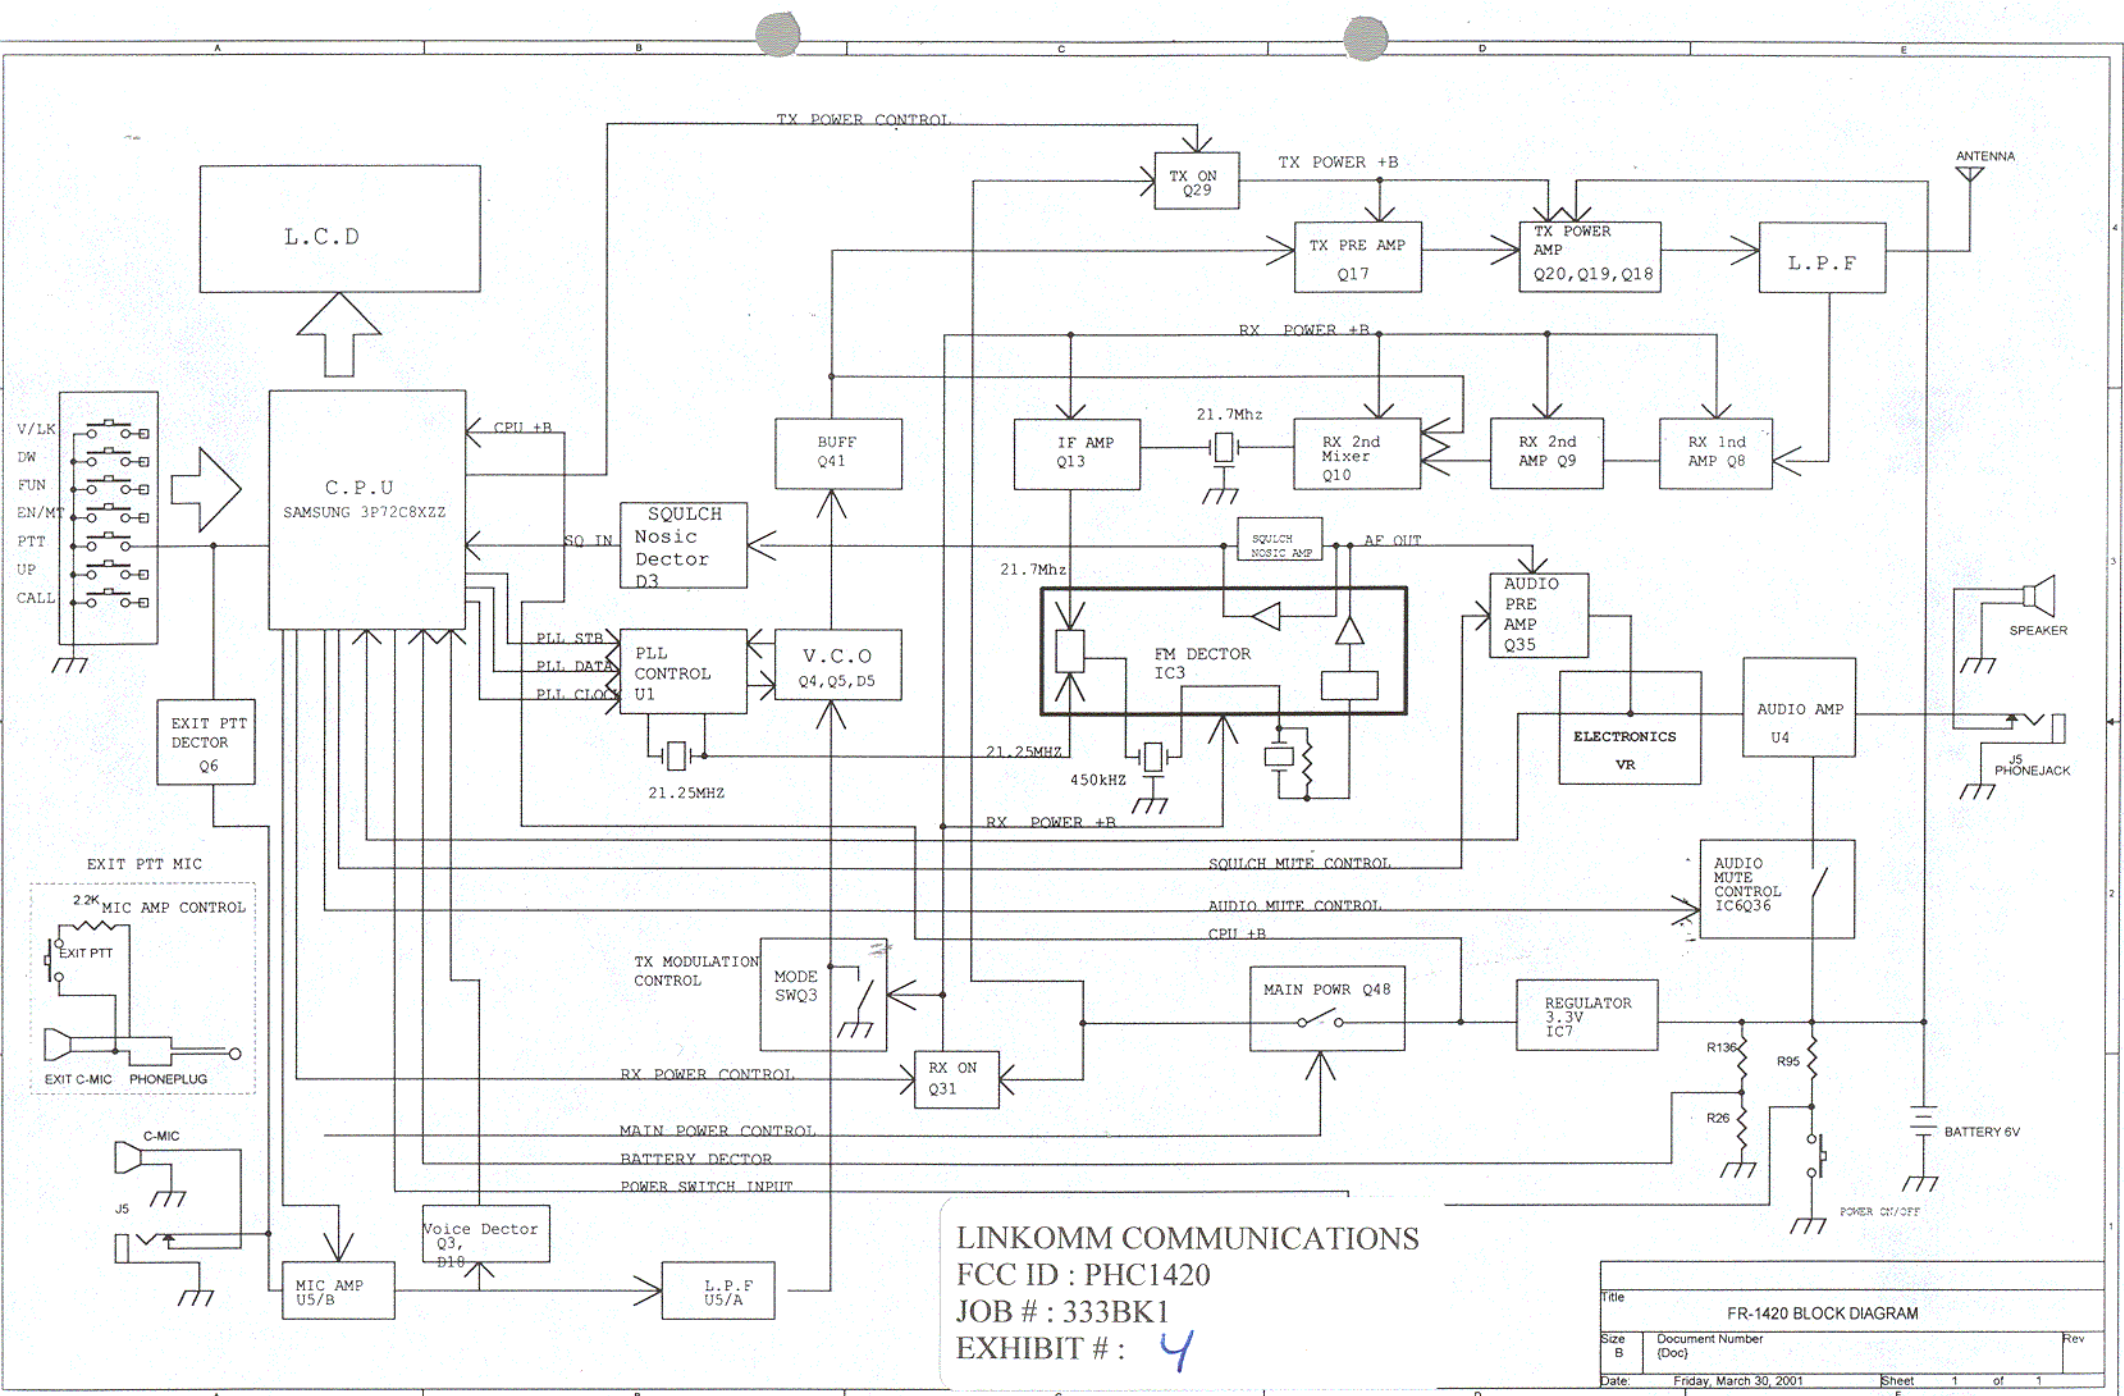 A
B
C
D
E
TX POWER CONTROL
ANTENNA
TX ON
Q29
TX POWER +B
L.C.D
TX PRE AMP
Q17
TX POWER
AMP
Q20,Q19,Q18
L.P.F
4
RX POWER +B
V/LK
DW
FUN
EN/MT
PTT
UP
CALL
CPU +B
C.P.U
SAMSUNG 3P72C8XZZ
BUFF
Q41
IF AMP
Q13
21.7Mhz
RX 2nd
Mixer
Q10
RX 2nd
AMP Q9
RX 1nd
AMP Q8
SQ IN
SQULCH
Nosic
Dector
D3
SQULCH
NOSIC AMP
AF OUT
21.7Mhz
3
AUDIO
PRE
AMP
Q35
SPEAKER
PLL STB
PLL DATA
PLL CLOCK
PLL
CONTROL
U1
V.C.O
Q4,Q5,D5
FM DECTOR
IC3
EXIT PTT
DECTOR
Q6
AUDIO AMP
U4
ELECTRONICS
VR
21.25MHZ
21.25MHZ
450kHZ
J5
PHONEJACK
RX POWER +B
EXIT PTT MIC
SQULCH MUTE CONTROL
AUDIO
MUTE
CONTROL
IC6Q36
2
2.2K
MIC AMP CONTROL
AUDIO MUTE CONTROL
CPU +B
EXIT PTT
TX MODULATION
CONTROL
MODE
SWQ3
MAIN POWR Q48
REGULATOR
3.3V
IC7
R136
R95
EXIT C-MIC
PHONEPLUG
RX POWER CONTROL
RX ON
Q31
R26
C-MIC
MAIN POWER CONTROL
BATTERY 6V
BATTERY DECTOR
POWER SWITCH INPUT
J5
POWER ON/OFF
1
Voice Dector
Q3,
D18
MIC AMP
U5/B
L.P.F
U5/A
LINKOMM COMMUNICATIONS
FCC ID : PHC1420
JOB # : 333BK1
EXHIBIT # : 4
Title
FR-1420 BLOCK DIAGRAM
Size
B
Document Number
{Doc}
Rev
Date: Friday, March 30, 2001 Sheet 1 of 1